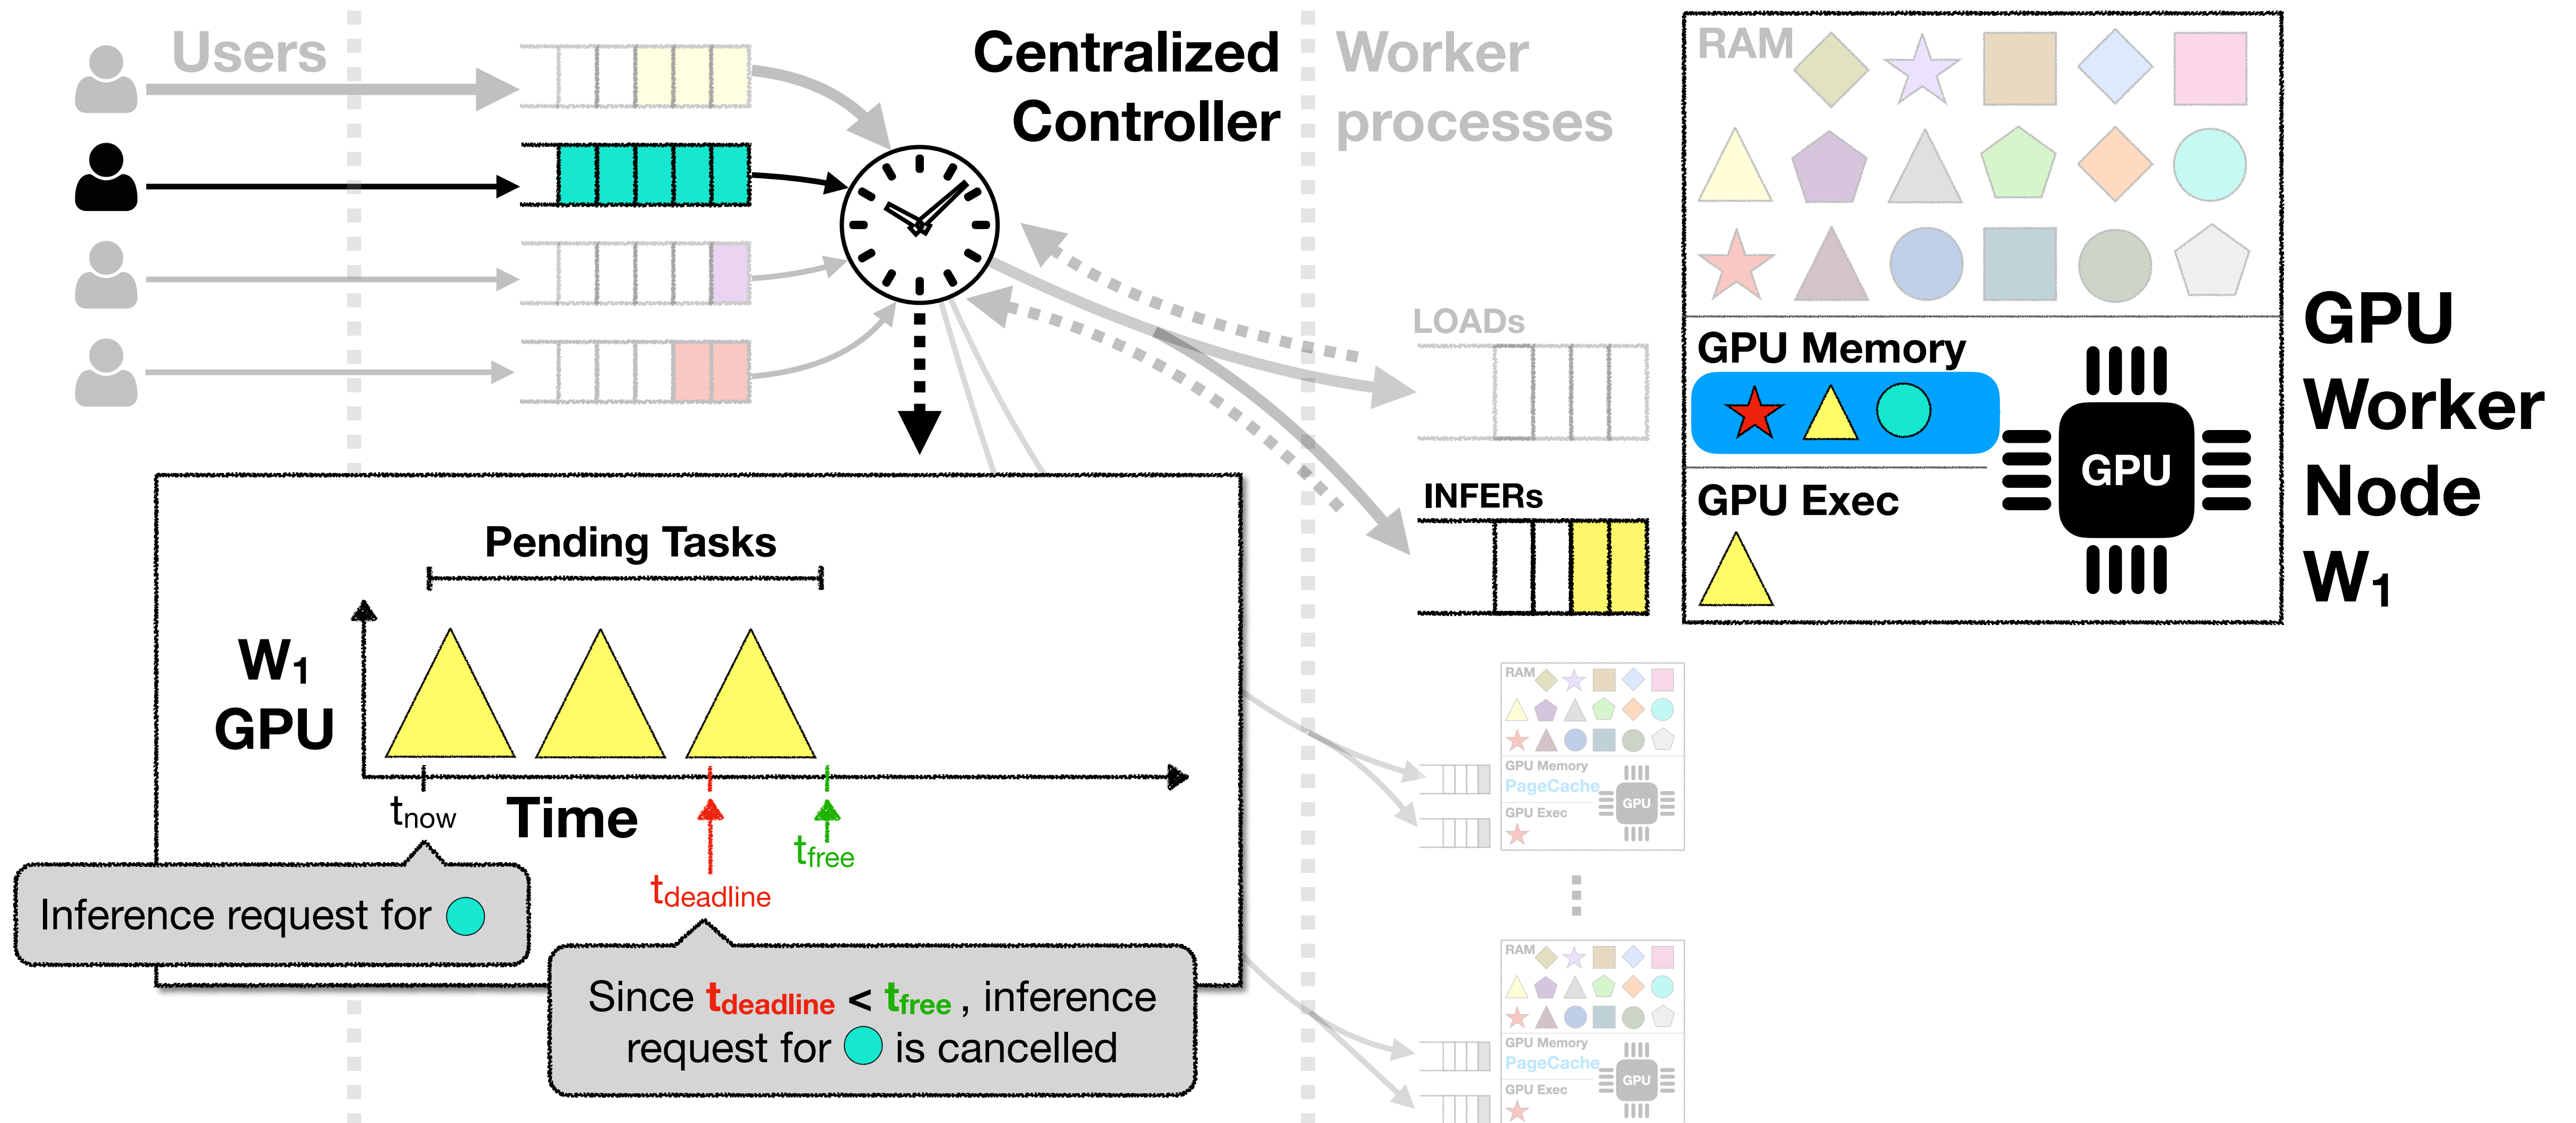 Users
Centralized
Controller
Worker
processes
RAM
LOADs
INFERs
GPU Memory
GPU Exec
GPU
GPU
Worker
Node
W₁
Pending Tasks
W₁
GPU
tnow
Time
tdeadline
tfree
Inference request for
Since tdeadline < tfree , inference
request for is cancelled
RAM
GPU Memory
PageCache
GPU Exec
GPU
RAM
GPU Memory
PageCache
GPU Exec
GPU